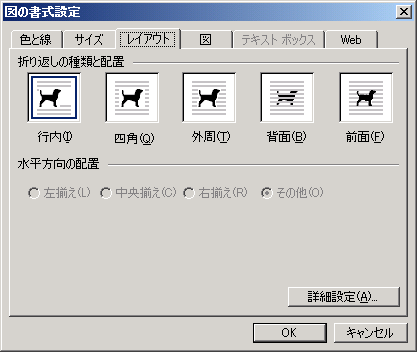 図の書式設定
色と線 サイズ レイアウト 図 テキスト ボックス Web
折り返しの種類と配置
行内(I) 四角(Q) 外周(T) 背面(B) 前面(F)
水平方向の配置
左揃え(L) 中央揃え(C) 右揃え(R) その他(O)
詳細設定(A)...
OK キャンセル